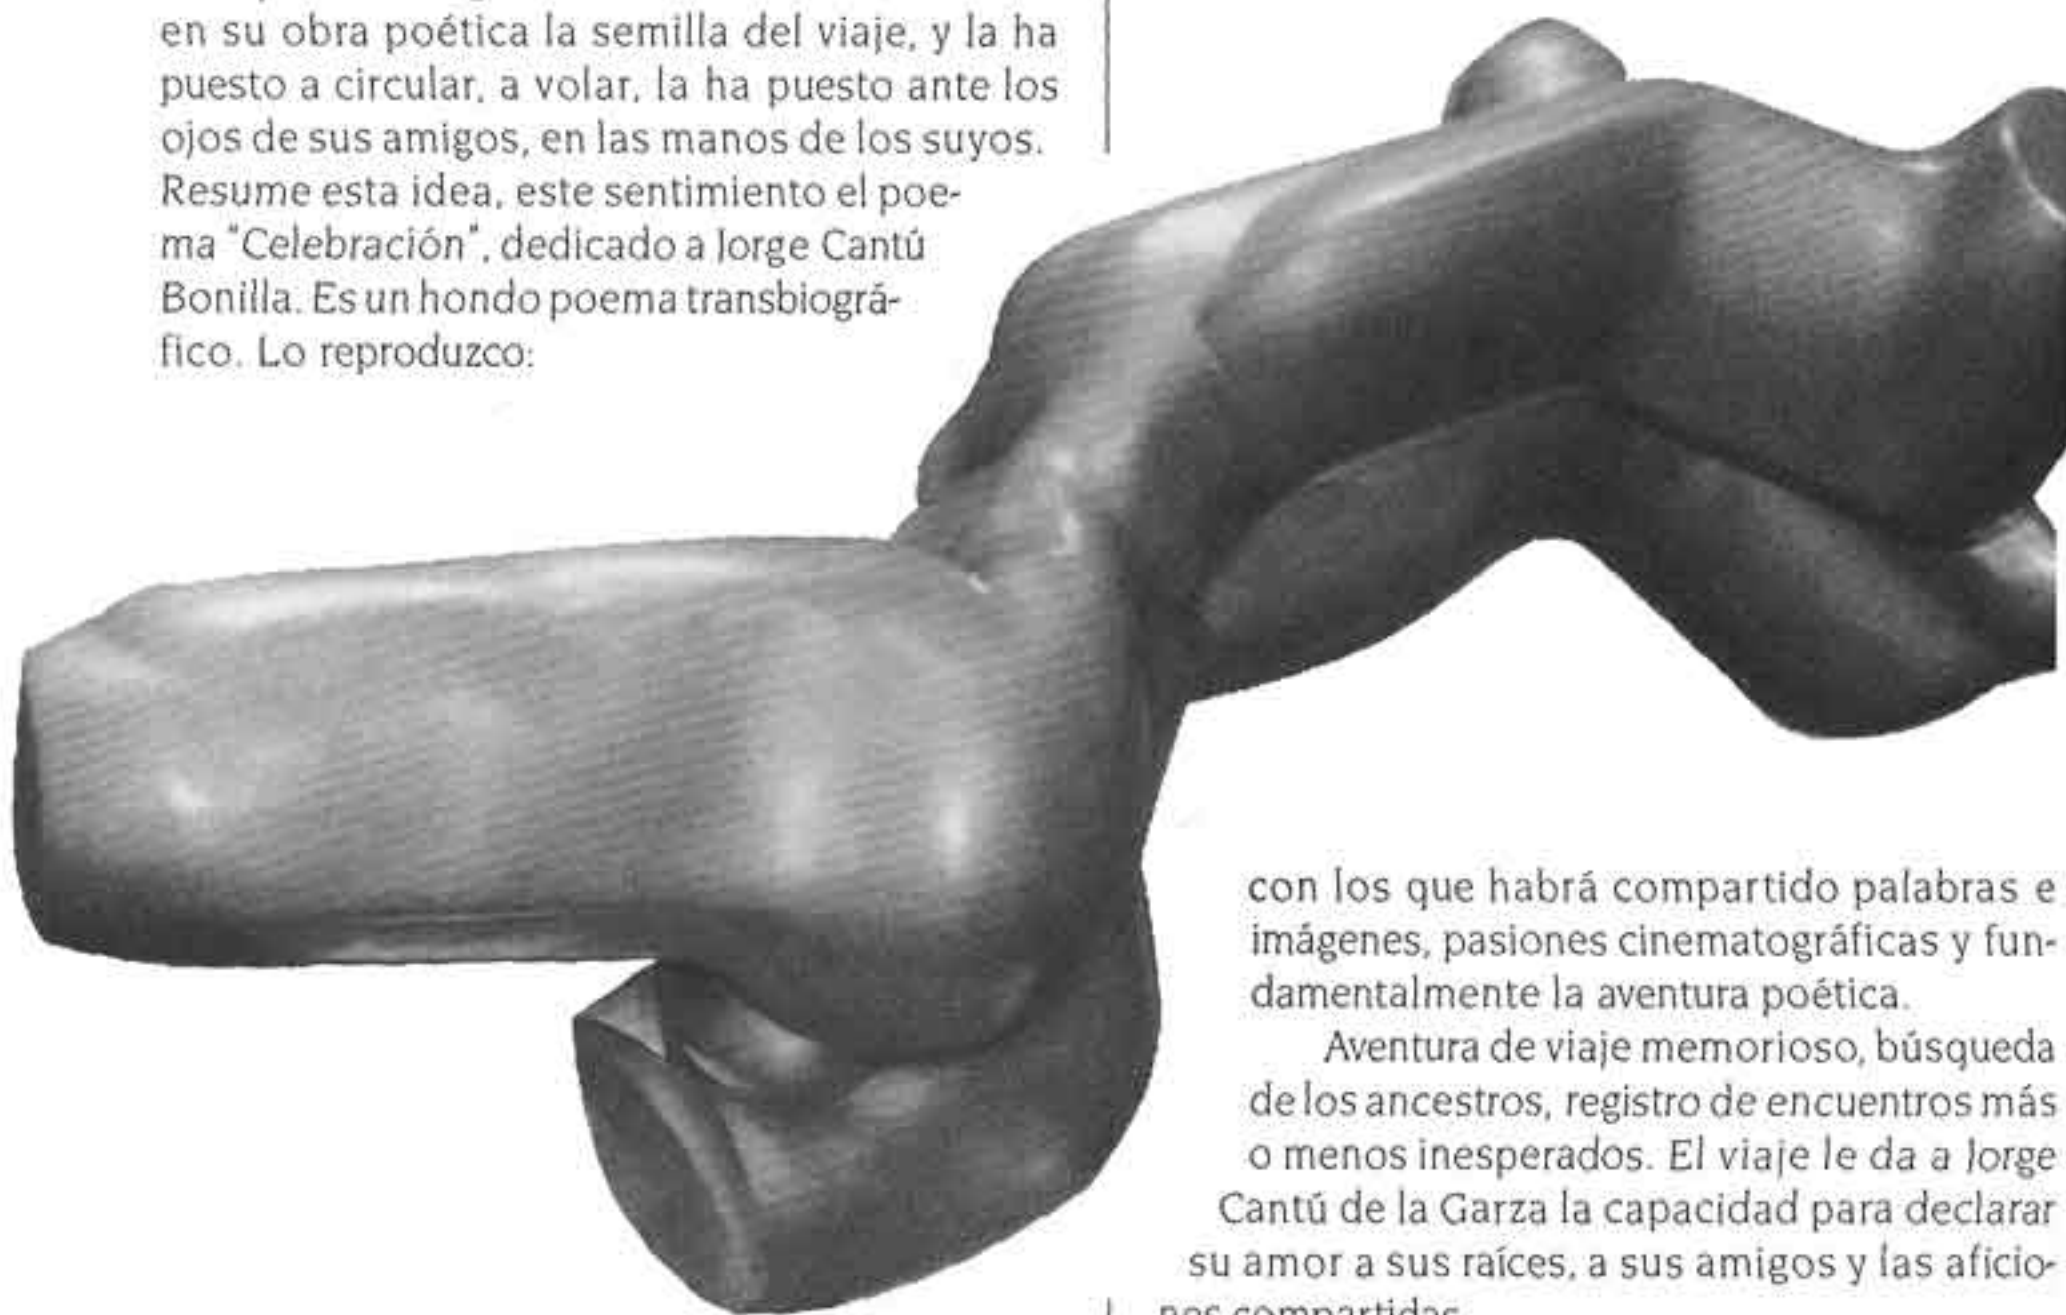 en su obra poética la semilla del viaje, y la ha
puesto a circular, a volar, la ha puesto ante los
ojos de sus amigos, en las manos de los suyos.
Resume esta idea, este sentimiento el poe-
ma "Celebración", dedicado a Jorge Cantú
Bonilla. Es un hondo poema transbiográ-
fico. Lo reproduzco:
con los que habrá compartido palabras e
imágenes, pasiones cinematográficas y fun-
damentalmente la aventura poética.
Aventura de viaje memorioso, búsqueda
de los ancestros, registro de encuentros más
o menos inesperados. El viaje le da a Jorge
Cantú de la Garza la capacidad para declarar
su amor a sus raíces, a sus amigos y las aficio-
nes compartidas.